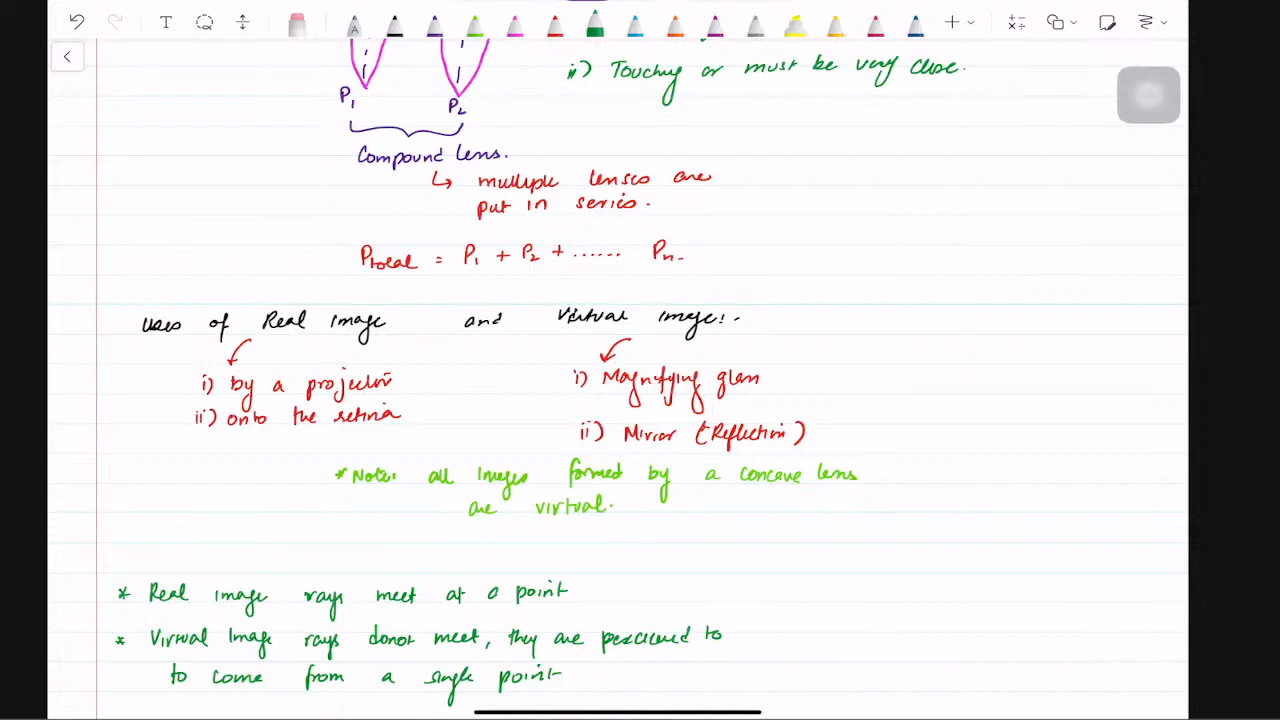 ii) Touching or must be very close.
P1
P2
Compound lens.
↳ multiple lenses are
put in series.
Ptotal = P1 + P2 + ...... Pn.
uses of Real Image and Virtual image:-
i) by a projector
ii) onto the retina
i) Magnifying glass
ii) Mirror (Reflection)
*Note: all images formed by a concave lens
are virtual.
* Real image rays meet at a point
* Virtual Image rays donot meet, they are percieved to
to come from a single point